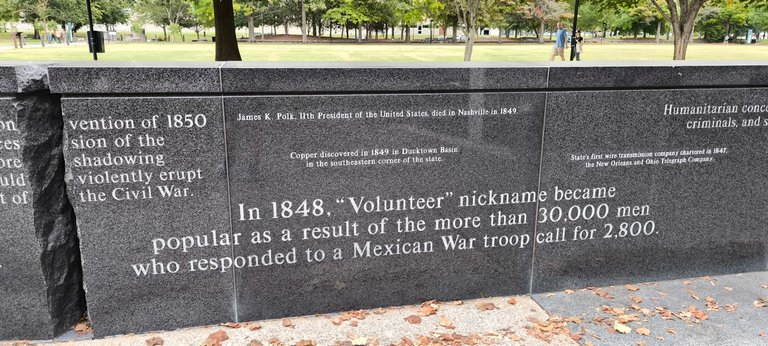 on
vention of 1850
sion of the
shadowing
violently erupt
the Civil War.
James K. Polk, 11th President of the United States, died in Nashville in 1849.
Copper discovered in 1849 in Ducktown Basin
in the southeastern corner of the state.
In 1848, "Volunteer" nickname became
popular as a result of the more than 30,000 men
who responded to a Mexican War troop call for 2,800.
Humanitarian conc
criminals, and s
State's first wire transmission company chartered in 1847,
the New Orleans and Ohio Telegraph Company.